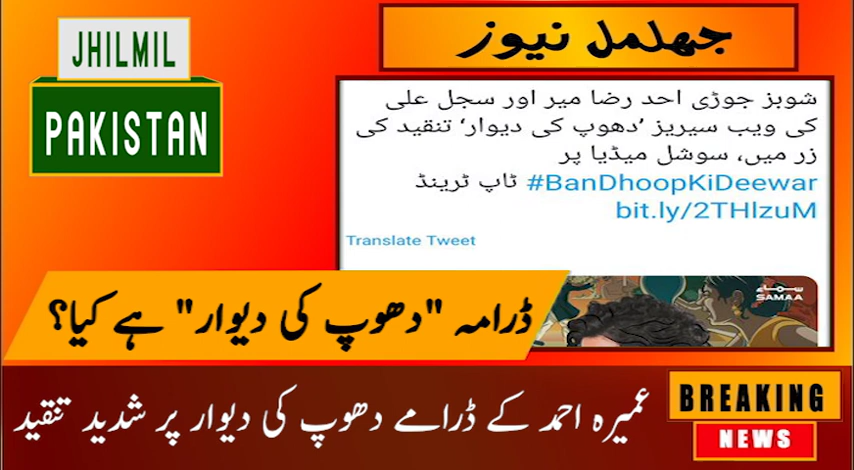 JHILMIL
PAKISTAN
جھلمل نیوز
شوبز جوڑی احد رضا میر اور سجل علی
کی ویب سیریز ’دھوپ کی دیوار‘ تنقید کی
زر میں، سوشل میڈیا پر
#BanDhoopKiDeewar ٹاپ ٹرینڈ
bit.ly/2THlzuM
Translate Tweet
سماء
SAMAA
ڈرامہ "دھوپ کی دیوار" ہے کیا؟
عمیرہ احمد کے ڈرامے دھوپ کی دیوار پر شدید تنقید
BREAKING
NEWS